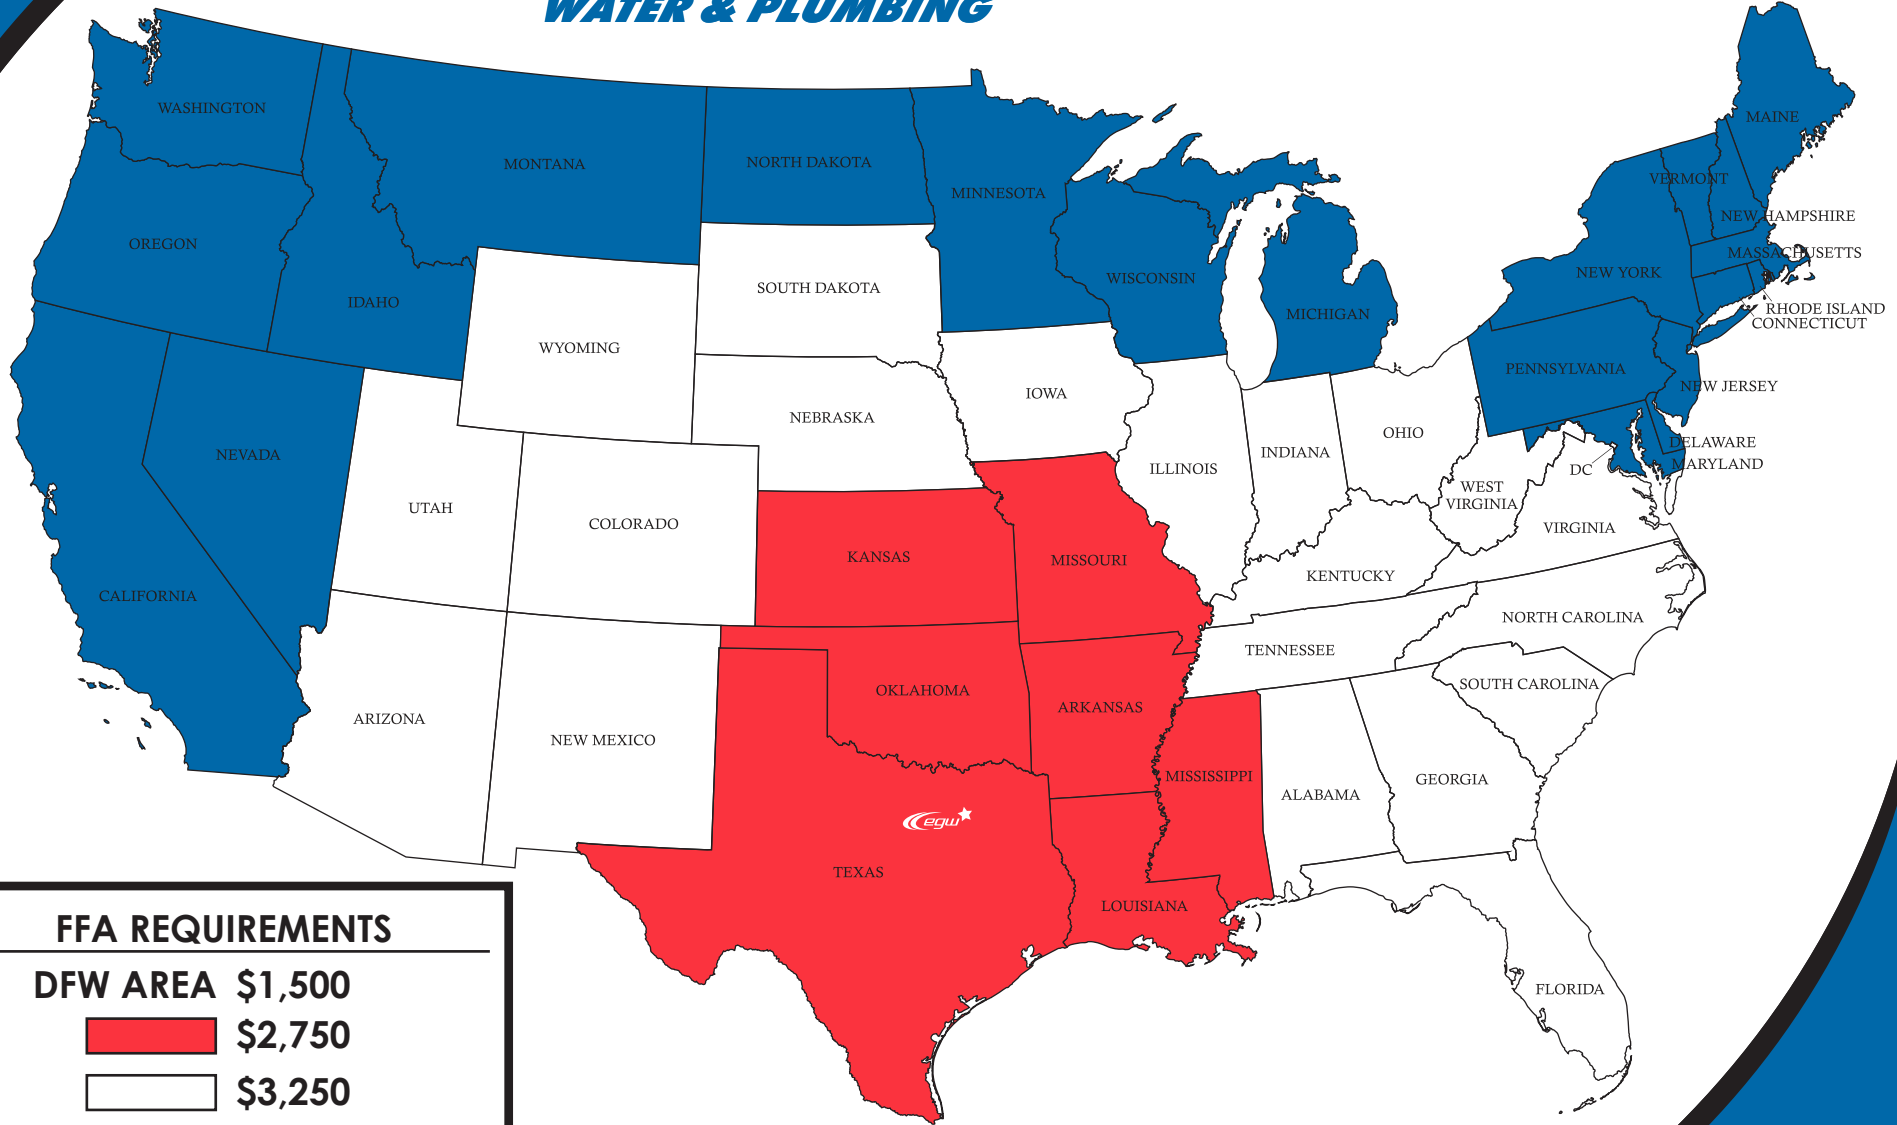 WATER & PLUMBING
WASHINGTON
MONTANA
NORTH DAKOTA
MINNESOTA
MAINE
VERMONT
NEW HAMPSHIRE
MASSACHUSETTS
OREGON
IDAHO
SOUTH DAKOTA
WISCONSIN
MICHIGAN
NEW YORK
RHODE ISLAND
CONNECTICUT
WYOMING
IOWA
PENNSYLVANIA
NEW JERSEY
NEBRASKA
OHIO
INDIANA
ILLINOIS
DELAWARE
MARYLAND
DC
NEVADA
UTAH
COLORADO
WEST
VIRGINIA
VIRGINIA
KANSAS
MISSOURI
KENTUCKY
CALIFORNIA
NORTH CAROLINA
TENNESSEE
SOUTH CAROLINA
OKLAHOMA
ARKANSAS
ARIZONA
NEW MEXICO
MISSISSIPPI
ALABAMA
GEORGIA
egw
TEXAS
LOUISIANA
FLORIDA
FFA REQUIREMENTS
DFW AREA $1,500
$2,750
$3,250